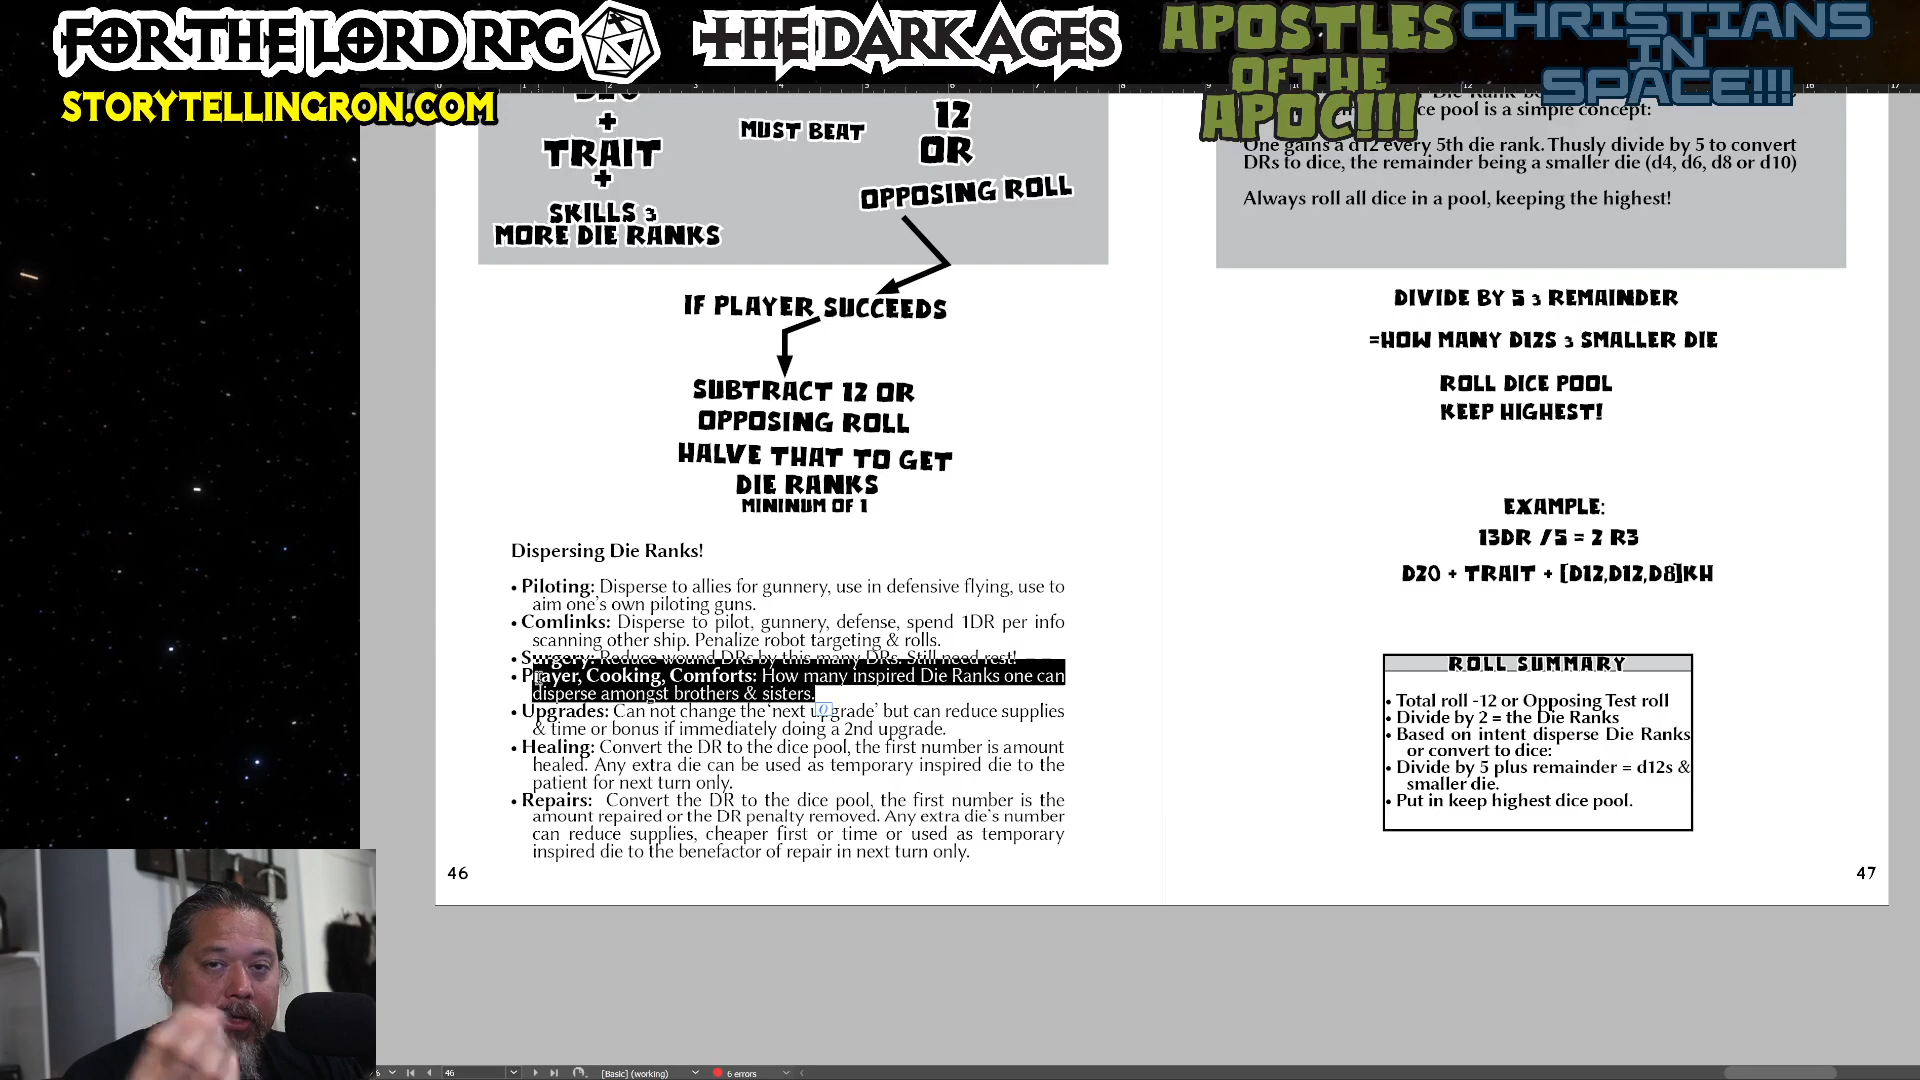 FOR THE LORD RPG
THE DARK AGES
APOSTLES
OF THE
APOC!!!
CHRISTIANS
IN
SPACE!!!
STORYTELLINGRON.COM
+
TRAIT
+
SKILLS &
MORE DIE RANKS
MUST BEAT
12
OR
OPPOSING ROLL
IF PLAYER SUCCEEDS
SUBTRACT 12 OR
OPPOSING ROLL
HALVE THAT TO GET
DIE RANKS
MININUM OF 1
Dispersing Die Ranks!
• Piloting: Disperse to allies for gunnery, use in defensive flying, use to
aim one's own piloting guns.
• Comlinks: Disperse to pilot, gunnery, defense, spend 1DR per info
scanning other ship. Penalize robot targeting & rolls.
• Surgery: Reduce wound DRs by this many DRs. Still need rest!
• Prayer, Cooking, Comforts: How many inspired Die Ranks one can
disperse amongst brothers & sisters.
• Upgrades: Can not change the 'next upgrade' but can reduce supplies
& time or bonus if immediately doing a 2nd upgrade.
• Healing: Convert the DR to the dice pool, the first number is amount
healed. Any extra die can be used as temporary inspired die to the
patient for next turn only.
• Repairs: Convert the DR to the dice pool, the first number is the
amount repaired or the DR penalty removed. Any extra die's number
can reduce supplies, cheaper first or time or used as temporary
inspired die to the benefactor of repair in next turn only.
46
ce pool is a simple concept:
One gains a d12 every 5th die rank. Thusly divide by 5 to convert
DRs to dice, the remainder being a smaller die (d4, d6, d8 or d10)
Always roll all dice in a pool, keeping the highest!
DIVIDE BY 5 & REMAINDER
=HOW MANY D12S & SMALLER DIE
ROLL DICE POOL
KEEP HIGHEST!
EXAMPLE:
13DR /5 = 2 R3
D20 + TRAIT + [D12,D12,D8]KH
ROLL SUMMARY
• Total roll -12 or Opposing Test roll
• Divide by 2 = the Die Ranks
• Based on intent disperse Die Ranks
or convert to dice:
• Divide by 5 plus remainder = d12s &
smaller die.
• Put in keep highest dice pool.
47
46
[Basic] (working)
6 errors